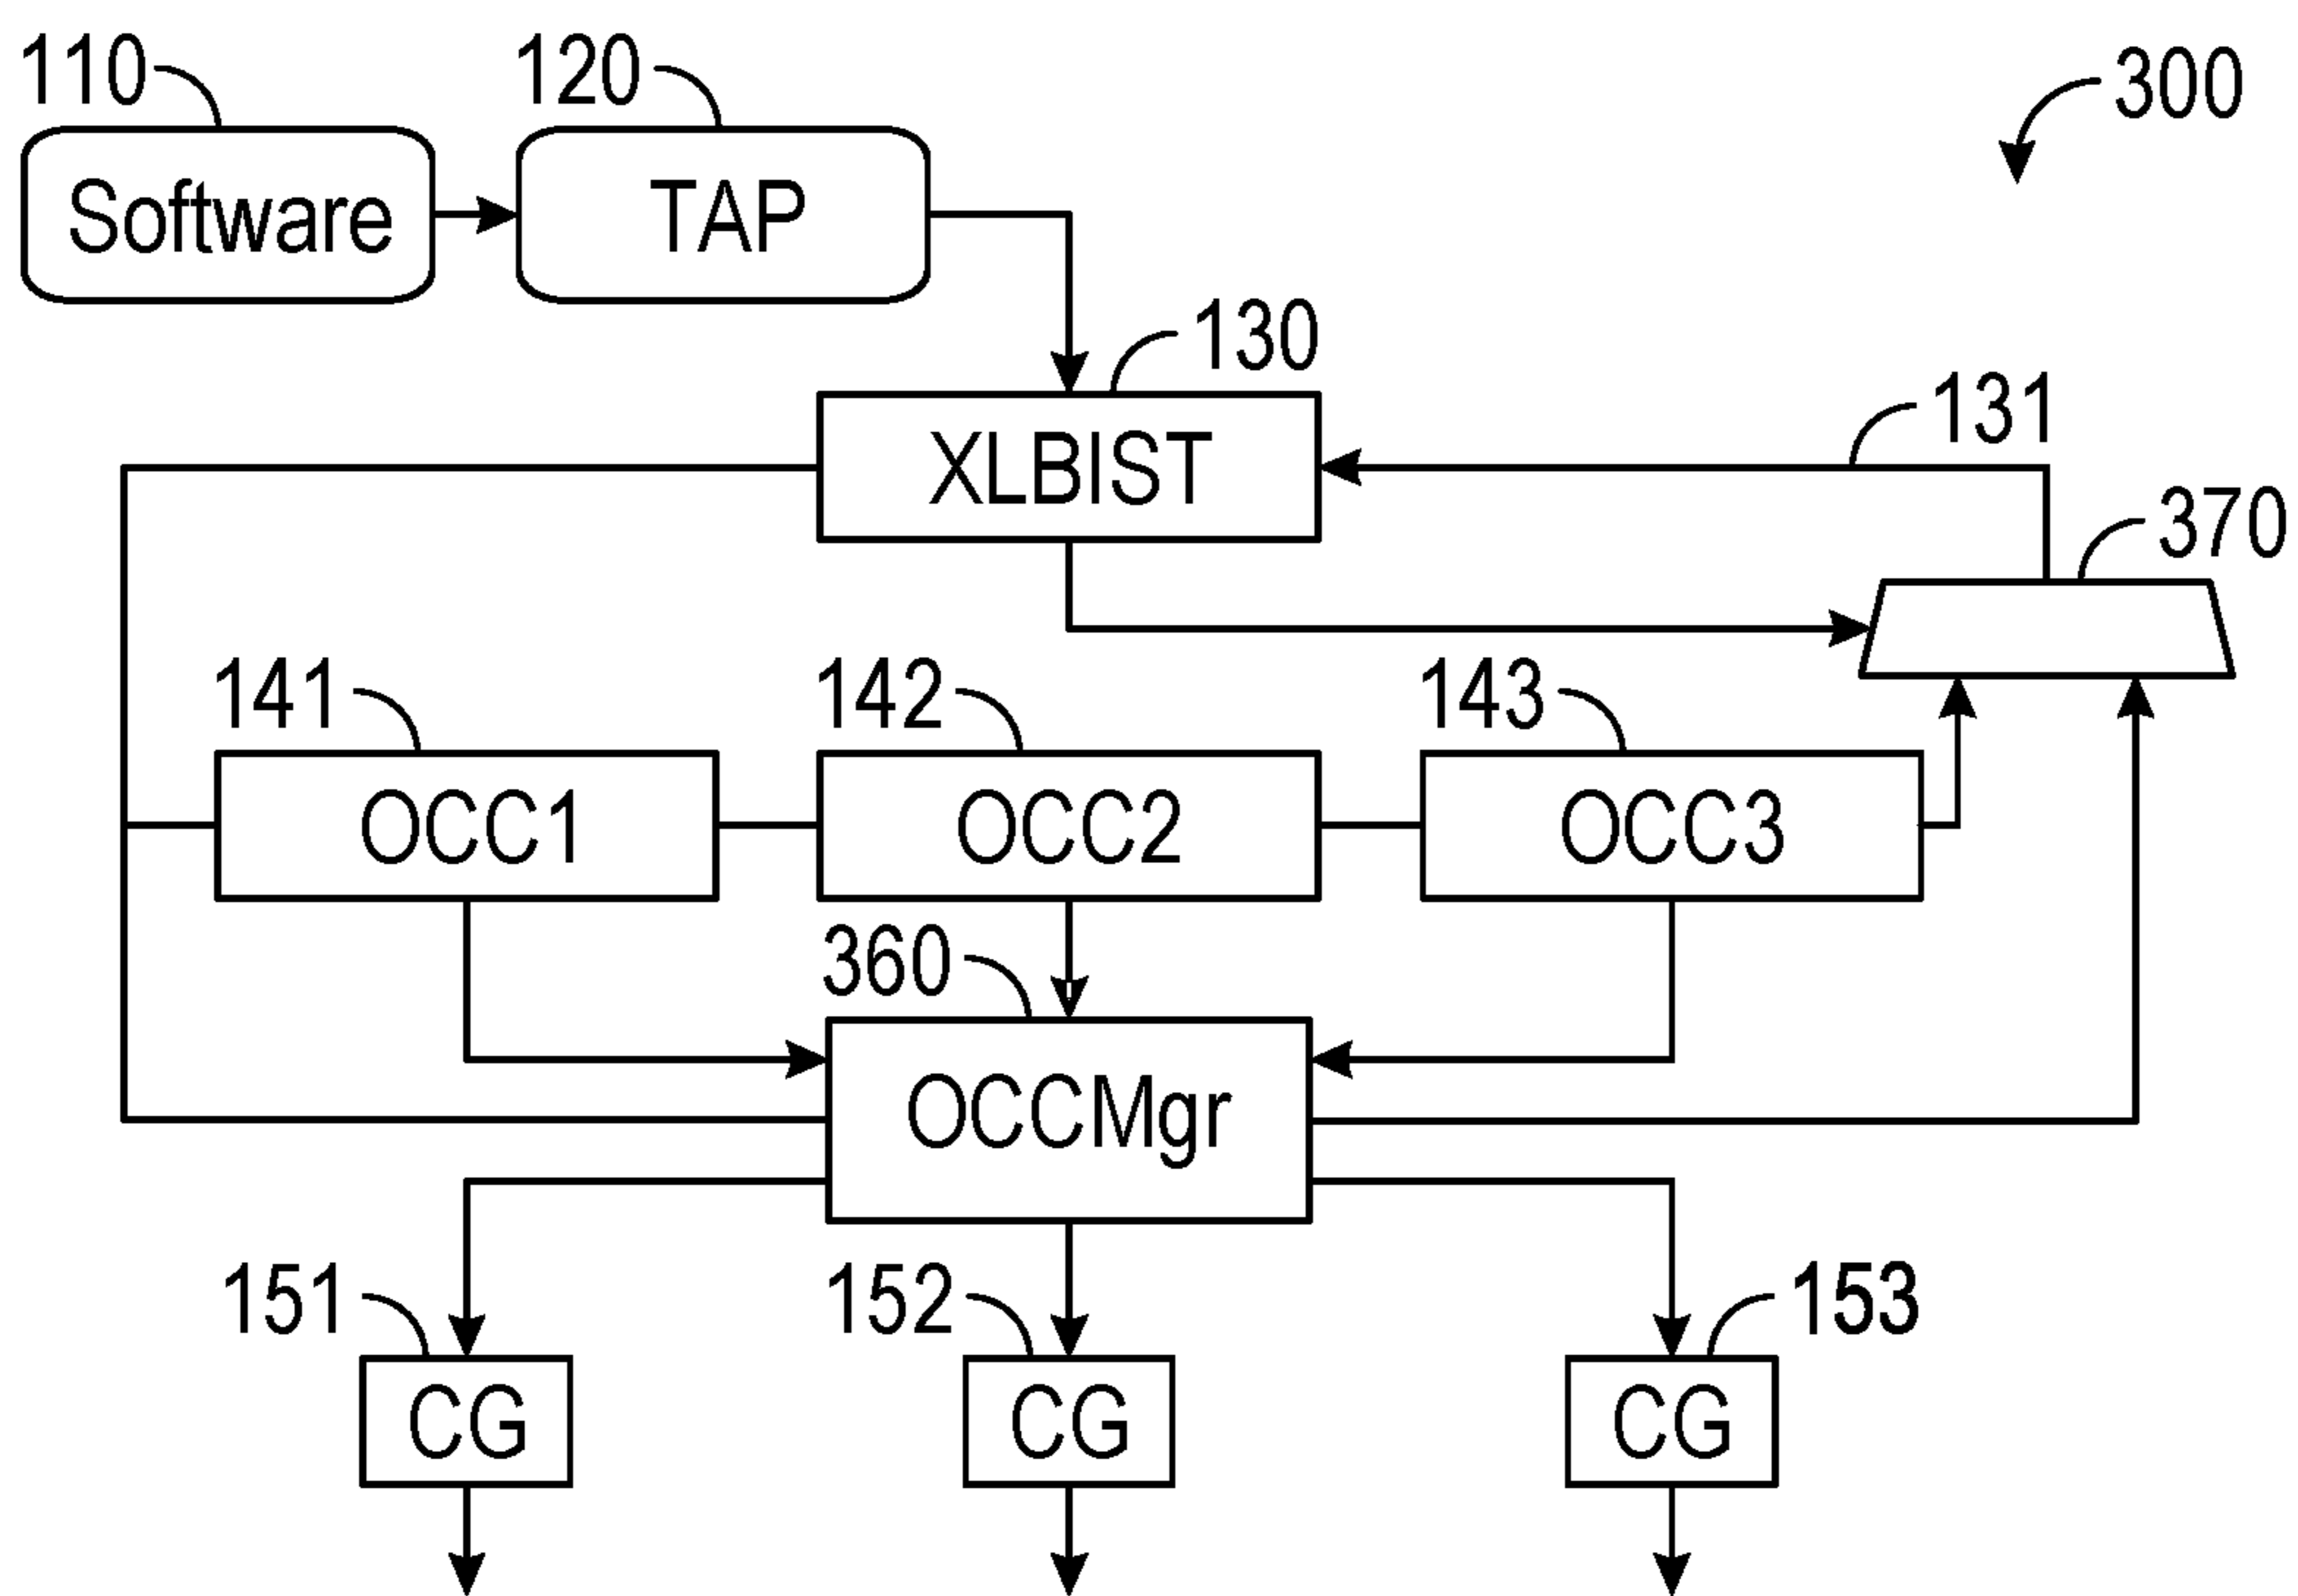 110
120
300
Software
TAP
130
XLBIST
131
370
141
142
143
OCC1
OCC2
OCC3
360
OCCMgr
151
152
153
CG
CG
CG